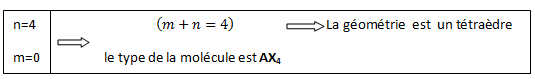 n=4
(m + n = 4)
La géométrie est un tétraèdre
m=0
le type de la molécule est AX₄